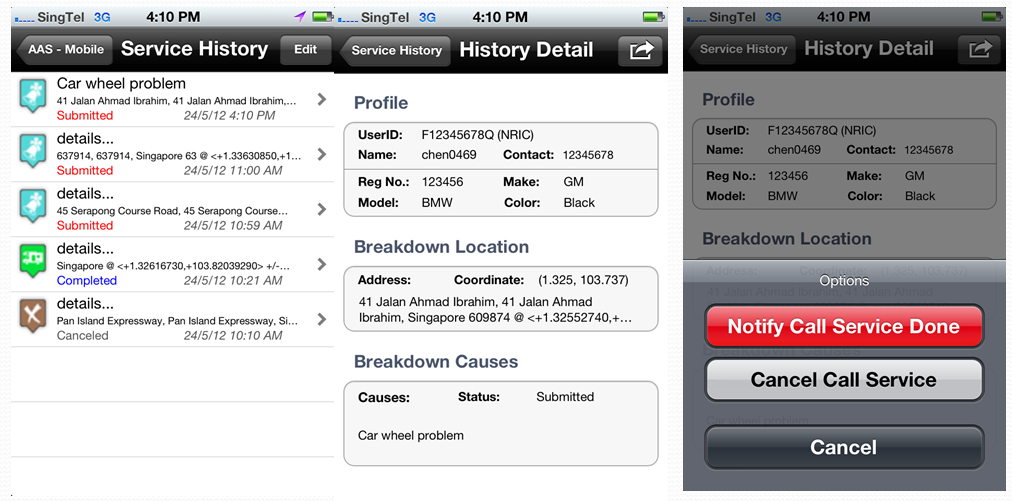 SingTel 3G 4:10 PM
AAS - Mobile Service History Edit
Car wheel problem
41 Jalan Ahmad Ibrahim, 41 Jalan Ahmad Ibrahim,...
Submitted 24/5/12 4:10 PM
details...
637914, 637914, Singapore 63 @ <+1.33630850,+1...
Submitted 24/5/12 11:00 AM
details...
45 Serapong Course Road, 45 Serapong Course...
Submitted 24/5/12 10:59 AM
details...
Singapore @ <+1.32616730,+103.82039290> +/-...
Completed 24/5/12 10:21 AM
details...
Pan Island Expressway, Pan Island Expressway, Si...
Canceled 24/5/12 10:10 AM
SingTel 3G 4:10 PM
Service History History Detail
Profile
UserID: F12345678Q (NRIC)
Name: chen0469 Contact: 12345678
Reg No.: 123456 Make: GM
Model: BMW Color: Black
Breakdown Location
Address: Coordinate: (1.325, 103.737)
41 Jalan Ahmad Ibrahim, 41 Jalan Ahmad
Ibrahim, Singapore 609874 @ <+1.32552740,+...
Breakdown Causes
Causes: Status: Submitted
Car wheel problem
SingTel 3G 4:10 PM
Service History History Detail
Profile
UserID: F12345678Q (NRIC)
Name: chen0469 Contact: 12345678
Reg No.: 123456 Make: GM
Model: BMW Color: Black
Breakdown Location
Address: Coordinate: (1.325, 103.737)
Options
Notify Call Service Done
Cancel Call Service
Car wheel problem
Cancel